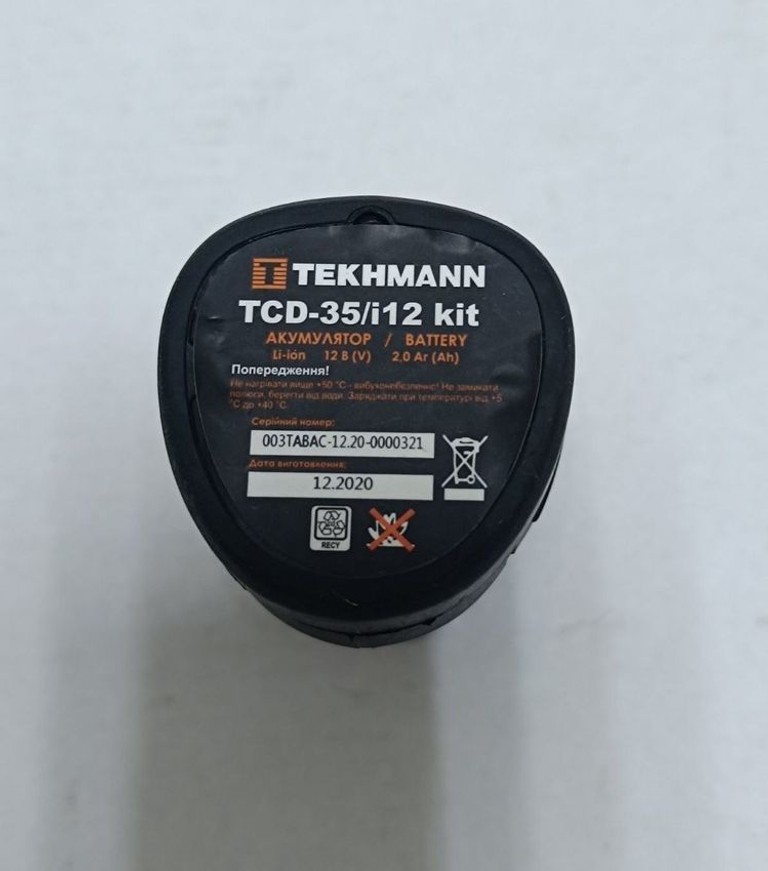 TEKHMANN
TCD-35/i12 kit
АКУМУЛЯТОР / BATTERY
Li-ión 12 В (V) 2,0 Аг (Ah)
Попередження!
Не нагрівати вище +50 °C - вибухонебезпечно! Не замикати
полюси, берегти від води. Заряджати при температурі від +5
°C до +40 °C
Серійний номер:
003TABAC-12.20-0000321
Дата виготовлення:
12.2020
RECY